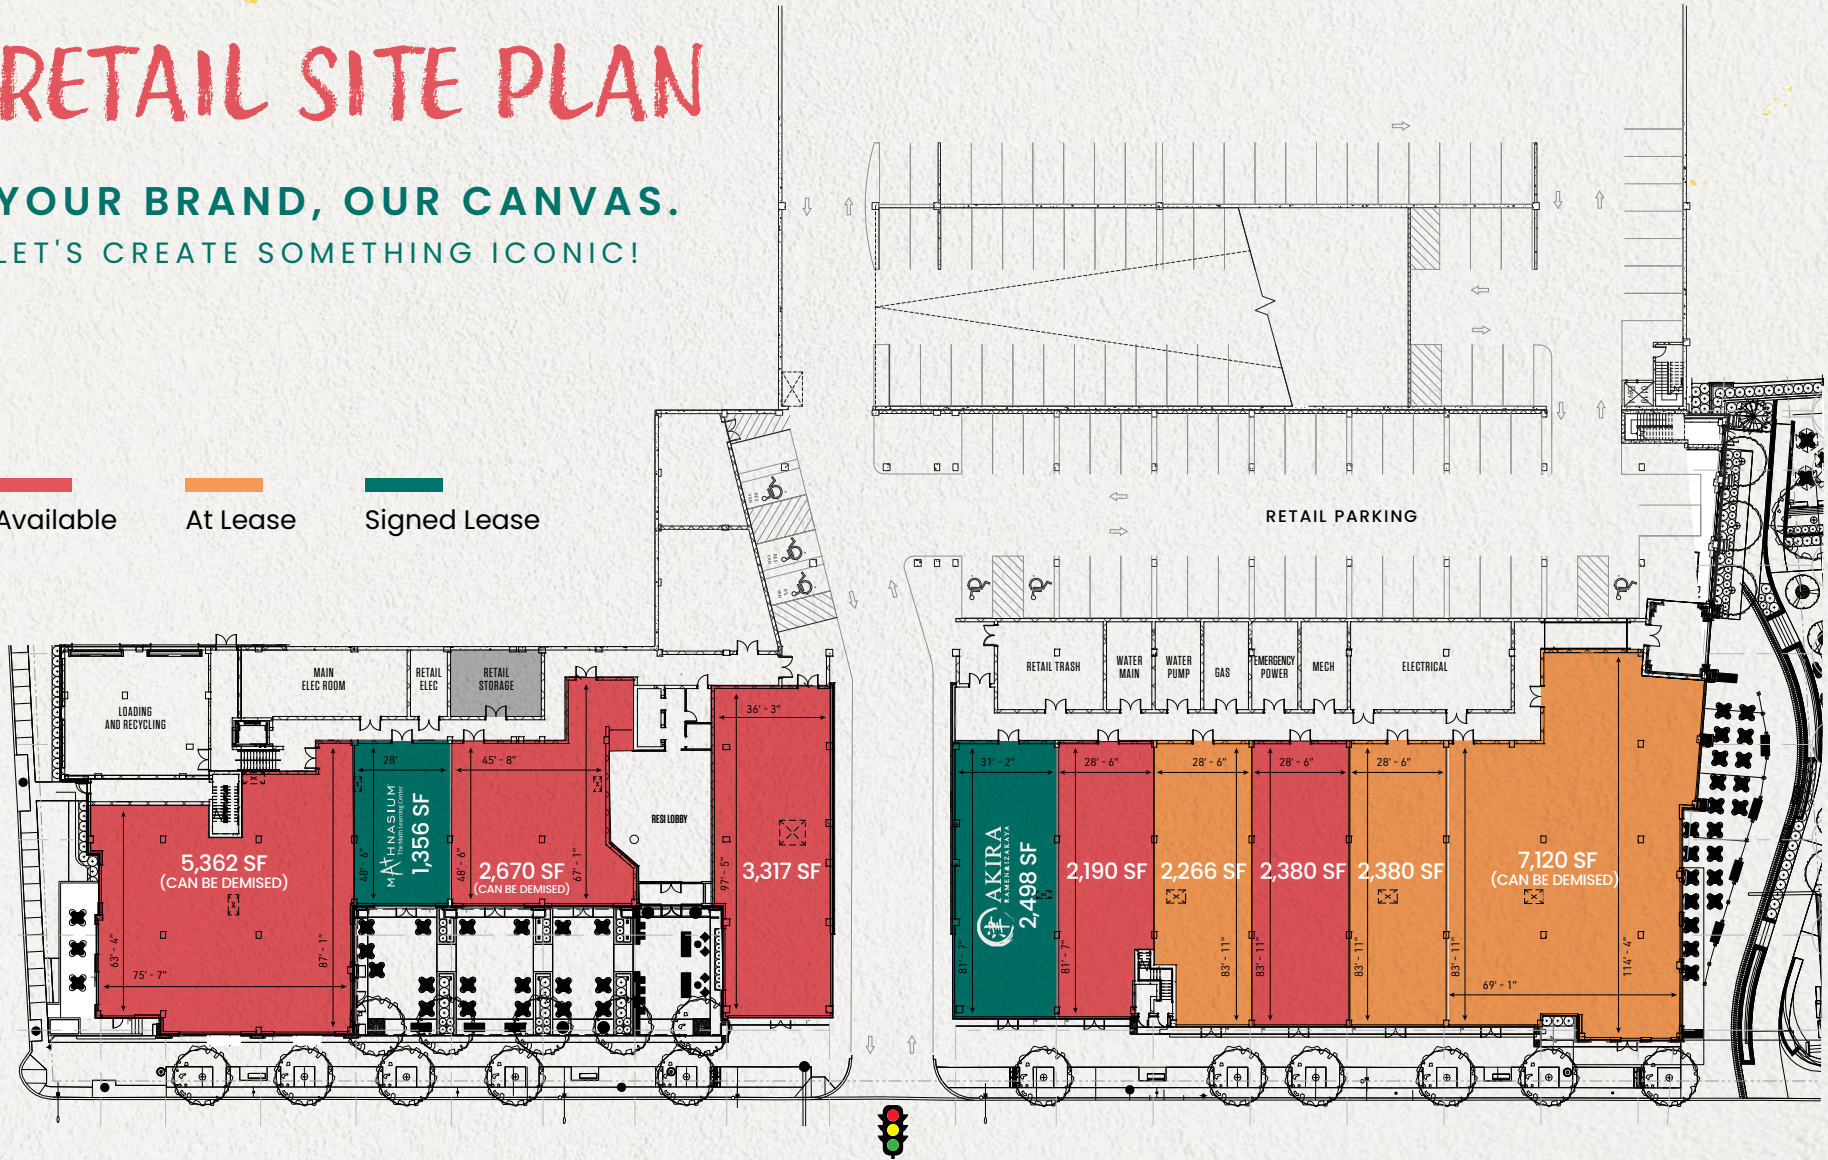 RETAIL SITE PLAN
YOUR BRAND, OUR CANVAS.
LET'S CREATE SOMETHING ICONIC!
Available
At Lease
Signed Lease
RETAIL PARKING
LOADING
AND RECYCLING
MAIN
ELEC ROOM
RETAIL
ELEC
RETAIL
STORAGE
RESI LOBBY
RETAIL TRASH
WATER
MAIN
WATER
PUMP
GAS
EMERGENCY
POWER
MECH
ELECTRICAL
5,362 SF
(CAN BE DEMISED)
63' - 4"
75' - 7"
87' - 1"
28'
48' - 6"
MATHNASIUM
The Math Learning Center
1,356 SF
45' - 8"
48' - 6"
2,670 SF
(CAN BE DEMISED)
67' - 1"
36' - 3"
97' - 5"
3,317 SF
31' - 2"
81' - 7"
AKIRA
RAMEN & IZAKAYA
2,498 SF
28' - 6"
81' - 7"
2,190 SF
28' - 6"
2,266 SF
83' - 11"
28' - 6"
2,380 SF
83' - 11"
28' - 6"
2,380 SF
83' - 11"
83' - 11"
7,120 SF
(CAN BE DEMISED)
69' - 1"
114' - 4"